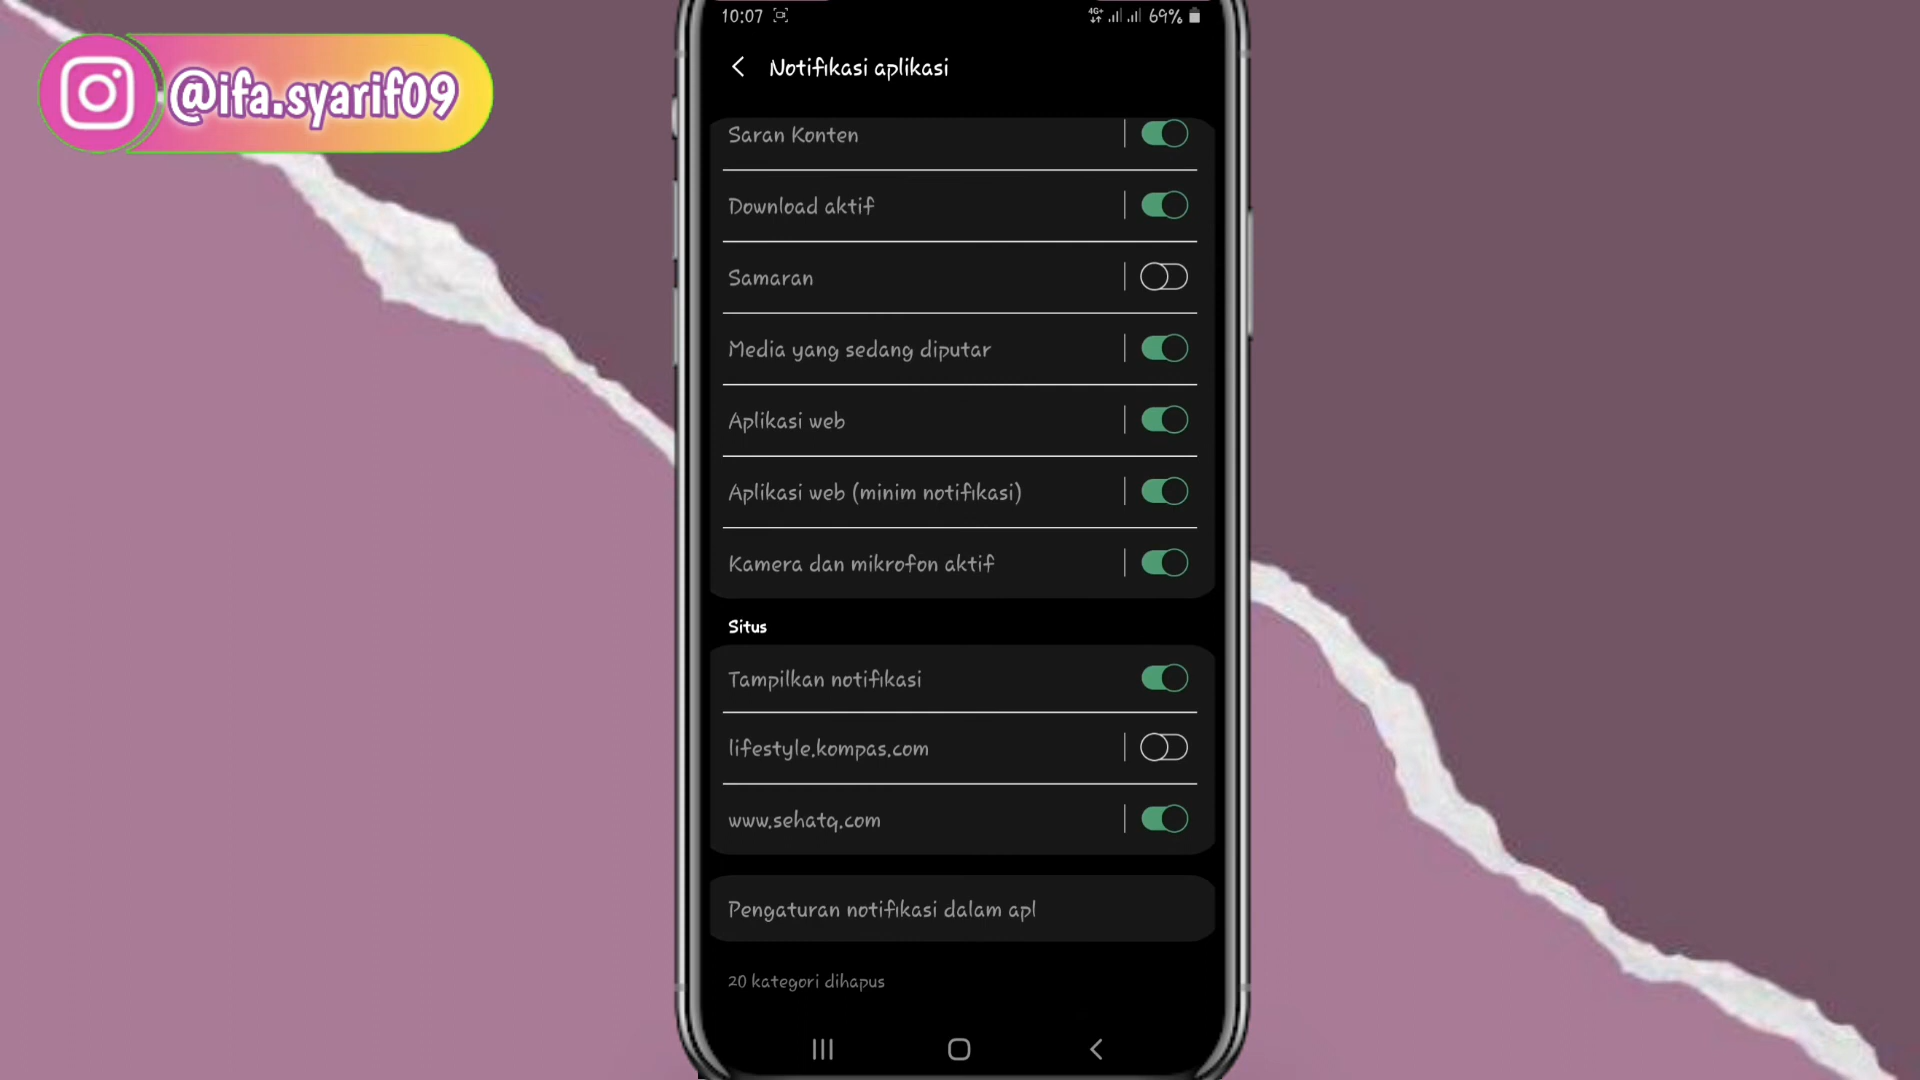 @ifa.syarif09
10:07
4G+
69%
Notifikasi aplikasi
Saran Konten
Download aktif
Samaran
Media yang sedang diputar
Aplikasi web
Aplikasi web (minim notifikasi)
Kamera dan mikrofon aktif
Situs
Tampilkan notifikasi
lifestyle.kompas.com
www.sehatq.com
Pengaturan notifikasi dalam apl
20 kategori dihapus